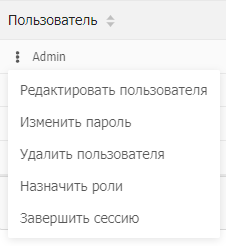 Пользователь
Admin
Редактировать пользователя
Изменить пароль
Удалить пользователя
Назначить роли
Завершить сессию